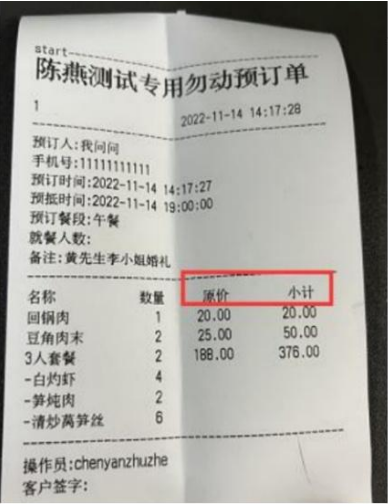 start
陈燕测试专用勿动预订单
1 2022-11-14 14:17:28
预订人:我问问
手机号:11111111111
预订时间:2022-11-14 14:17:27
预抵时间:2022-11-14 19:00:00
预订餐段:午餐
就餐人数:
备注:黄先生李小姐婚礼
名称 数量 原价 小计
回锅肉 1 20.00 20.00
豆角肉末 2 25.00 50.00
3人套餐 2 188.00 376.00
-白灼虾 4
-笋炖肉 2
-清炒莴笋丝 6
操作员:chenyanzhuzhe
客户签字: